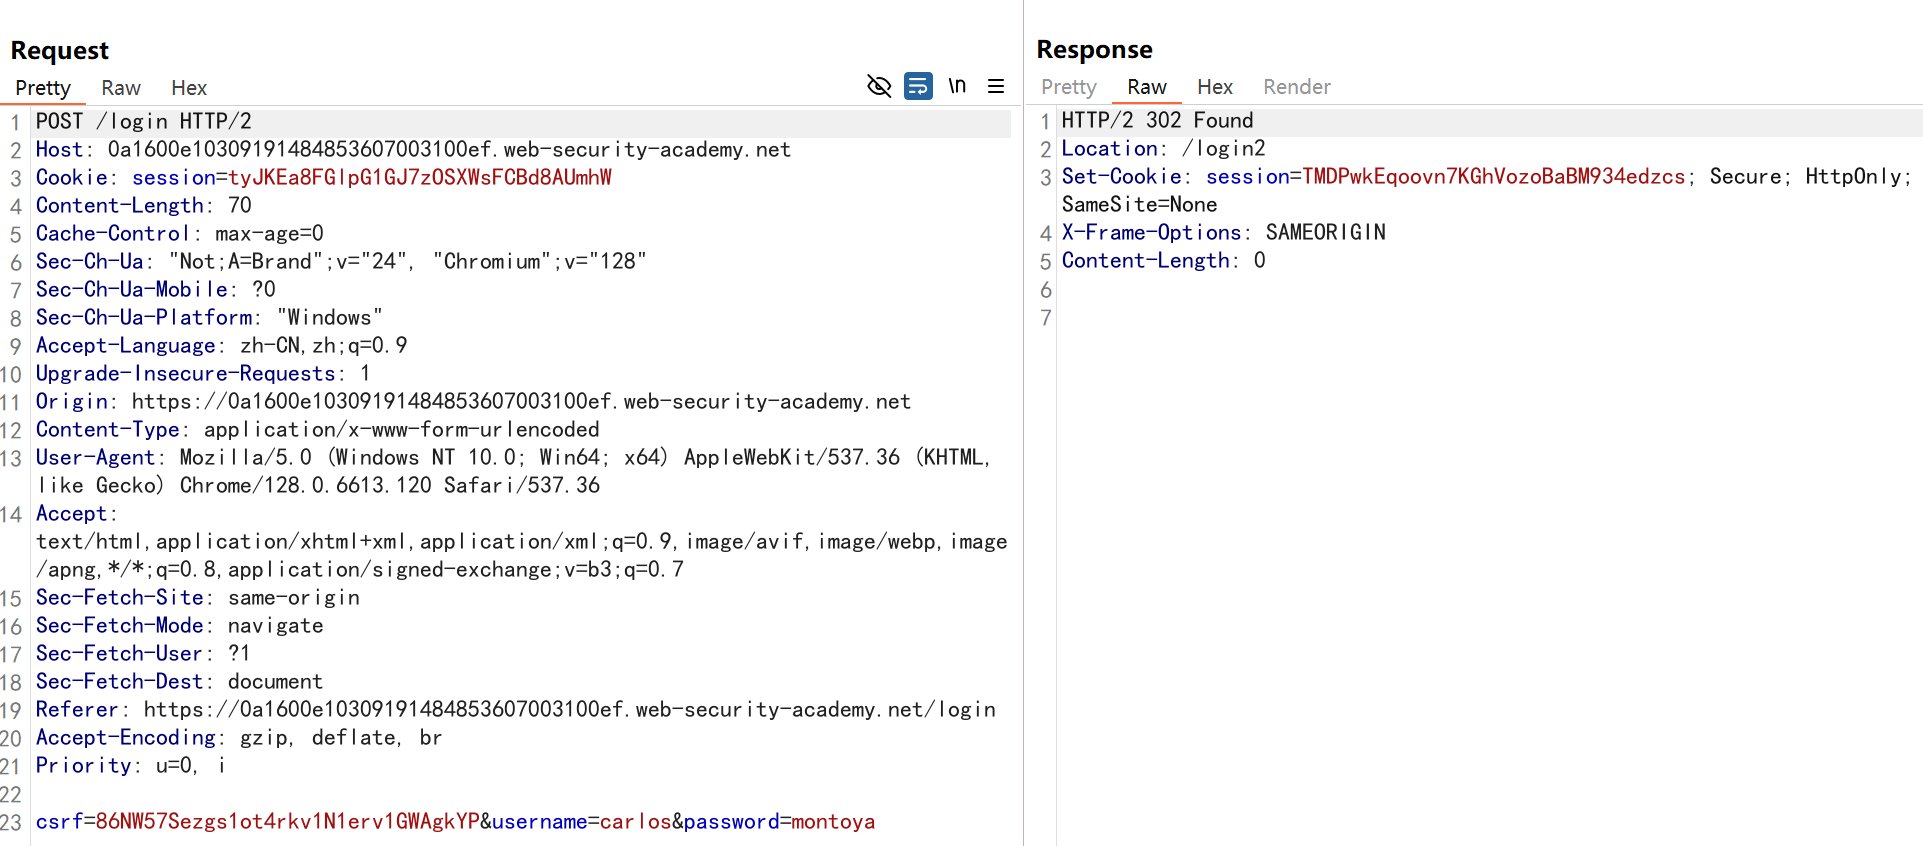 Request
Pretty Raw Hex
\n
1 POST /login HTTP/2
2 Host: 0a1600e10309191484853607003100ef.web-security-academy.net
3 Cookie: session=tyJKEa8FGlpG1GJ7zOSXWsFCBd8AUmhW
4 Content-Length: 70
5 Cache-Control: max-age=0
6 Sec-Ch-Ua: "Not;A=Brand";v="24", "Chromium";v="128"
7 Sec-Ch-Ua-Mobile: ?0
8 Sec-Ch-Ua-Platform: "Windows"
9 Accept-Language: zh-CN,zh;q=0.9
10 Upgrade-Insecure-Requests: 1
11 Origin: https://0a1600e10309191484853607003100ef.web-security-academy.net
12 Content-Type: application/x-www-form-urlencoded
13 User-Agent: Mozilla/5.0 (Windows NT 10.0; Win64; x64) AppleWebKit/537.36 (KHTML,
like Gecko) Chrome/128.0.6613.120 Safari/537.36
14 Accept:
text/html,application/xhtml+xml,application/xml;q=0.9,image/avif,image/webp,image
/apng,*/*;q=0.8,application/signed-exchange;v=b3;q=0.7
15 Sec-Fetch-Site: same-origin
16 Sec-Fetch-Mode: navigate
17 Sec-Fetch-User: ?1
18 Sec-Fetch-Dest: document
19 Referer: https://0a1600e10309191484853607003100ef.web-security-academy.net/login
20 Accept-Encoding: gzip, deflate, br
21 Priority: u=0, i
22
23 csrf=86NW57Sezgs1ot4rkv1N1erv1GWAgkYP&username=carlos&password=montoya
Response
Pretty Raw Hex Render
1 HTTP/2 302 Found
2 Location: /login2
3 Set-Cookie: session=TMDPwkEqoovn7KGhVozoBaBM934edzcs; Secure; HttpOnly;
SameSite=None
4 X-Frame-Options: SAMEORIGIN
5 Content-Length: 0
6
7